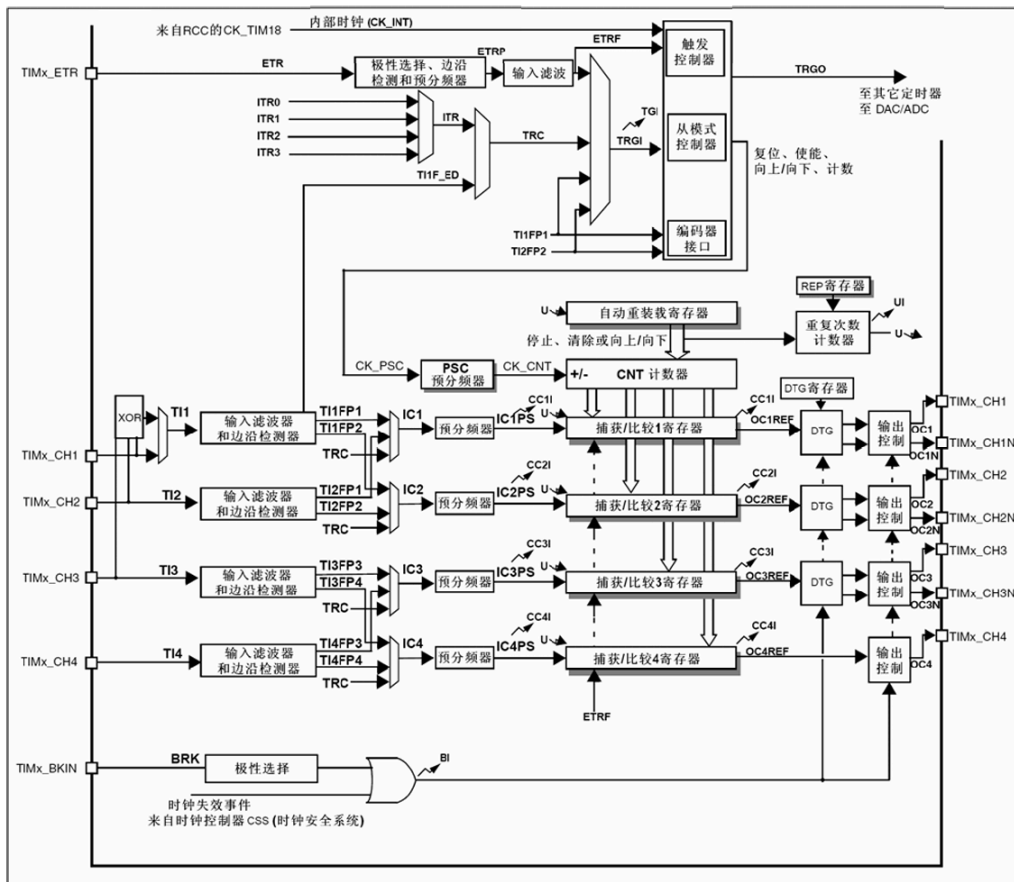 来自RCC的CK_TIM18
内部时钟 (CK_INT)
TIMx_ETR
ETR
极性选择、边沿
检测和预分频器
ETRP
输入滤波
ETRF
触发
控制器
TRGO
至其它定时器
至 DAC/ADC
ITR0
ITR1
ITR2
ITR3
ITR
TRC
TRGI
TGI
从模式
控制器
复位、使能、
向上/向下、计数
TI1F_ED
TI1FP1
TI2FP2
编码器
接口
REP寄存器
U
自动重装载寄存器
重复次数
计数器
UI
U
停止、清除或向上/向下
CK_PSC
PSC
预分频器
CK_CNT
+/-
CNT 计数器
DTG寄存器
XOR
TI1
输入滤波器
和边沿检测器
TI1FP1
TI1FP2
TRC
IC1
预分频器
IC1PS
CC1I
U
捕获/比较1寄存器
CC1I
OC1REF
DTG
输出
控制
OC1
OC1N
TIMx_CH1
TIMx_CH1N
TIMx_CH1
TIMx_CH2
TI2
输入滤波器
和边沿检测器
TI2FP1
TI2FP2
TRC
IC2
预分频器
IC2PS
CC2I
U
捕获/比较2寄存器
CC2I
OC2REF
DTG
输出
控制
OC2
OC2N
TIMx_CH2
TIMx_CH2N
TIMx_CH3
TI3
输入滤波器
和边沿检测器
TI3FP3
TI3FP4
TRC
IC3
预分频器
IC3PS
CC3I
U
捕获/比较3寄存器
CC3I
OC3REF
DTG
输出
控制
OC3
OC3N
TIMx_CH3
TIMx_CH3N
TIMx_CH4
TI4
输入滤波器
和边沿检测器
TI4FP3
TI4FP4
TRC
IC4
预分频器
IC4PS
CC4I
U
捕获/比较4寄存器
CC4I
OC4REF
输出
控制
OC4
TIMx_CH4
ETRF
TIMx_BKIN
BRK
极性选择
BI
时钟失效事件
来自时钟控制器 CSS (时钟安全系统)